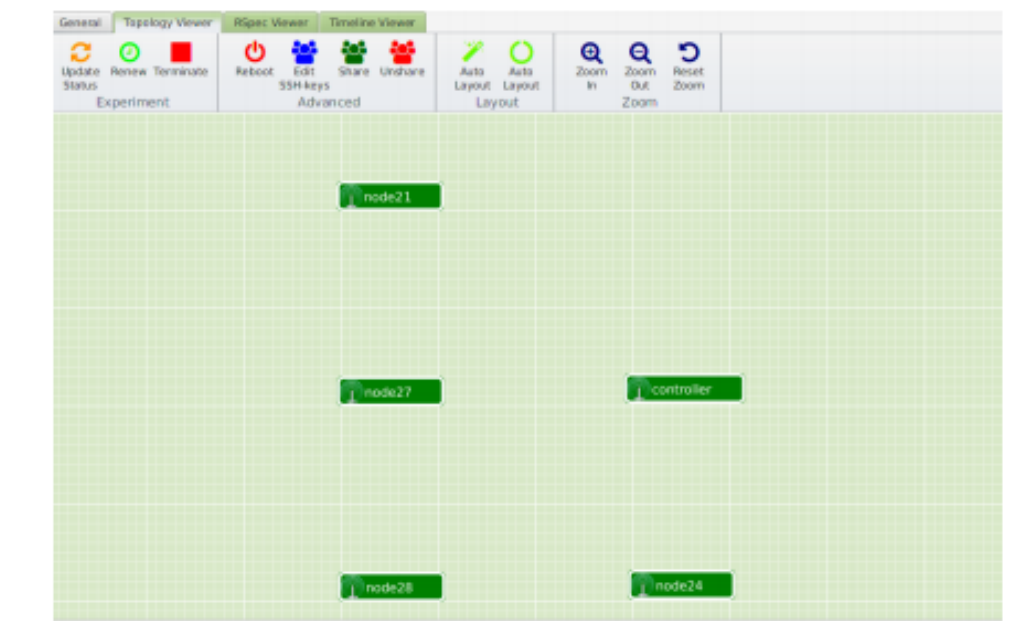 General Topology Viewer RSpec Viewer Timeline Viewer
Update Renew Terminate Reboot Edit Share Unshare Auto Auto Zoom Zoom Reset
Status SSH-keys Layout Layout In Out Zoom
Experiment Advanced Layout Zoom
node21
node27 controller
node28 node24